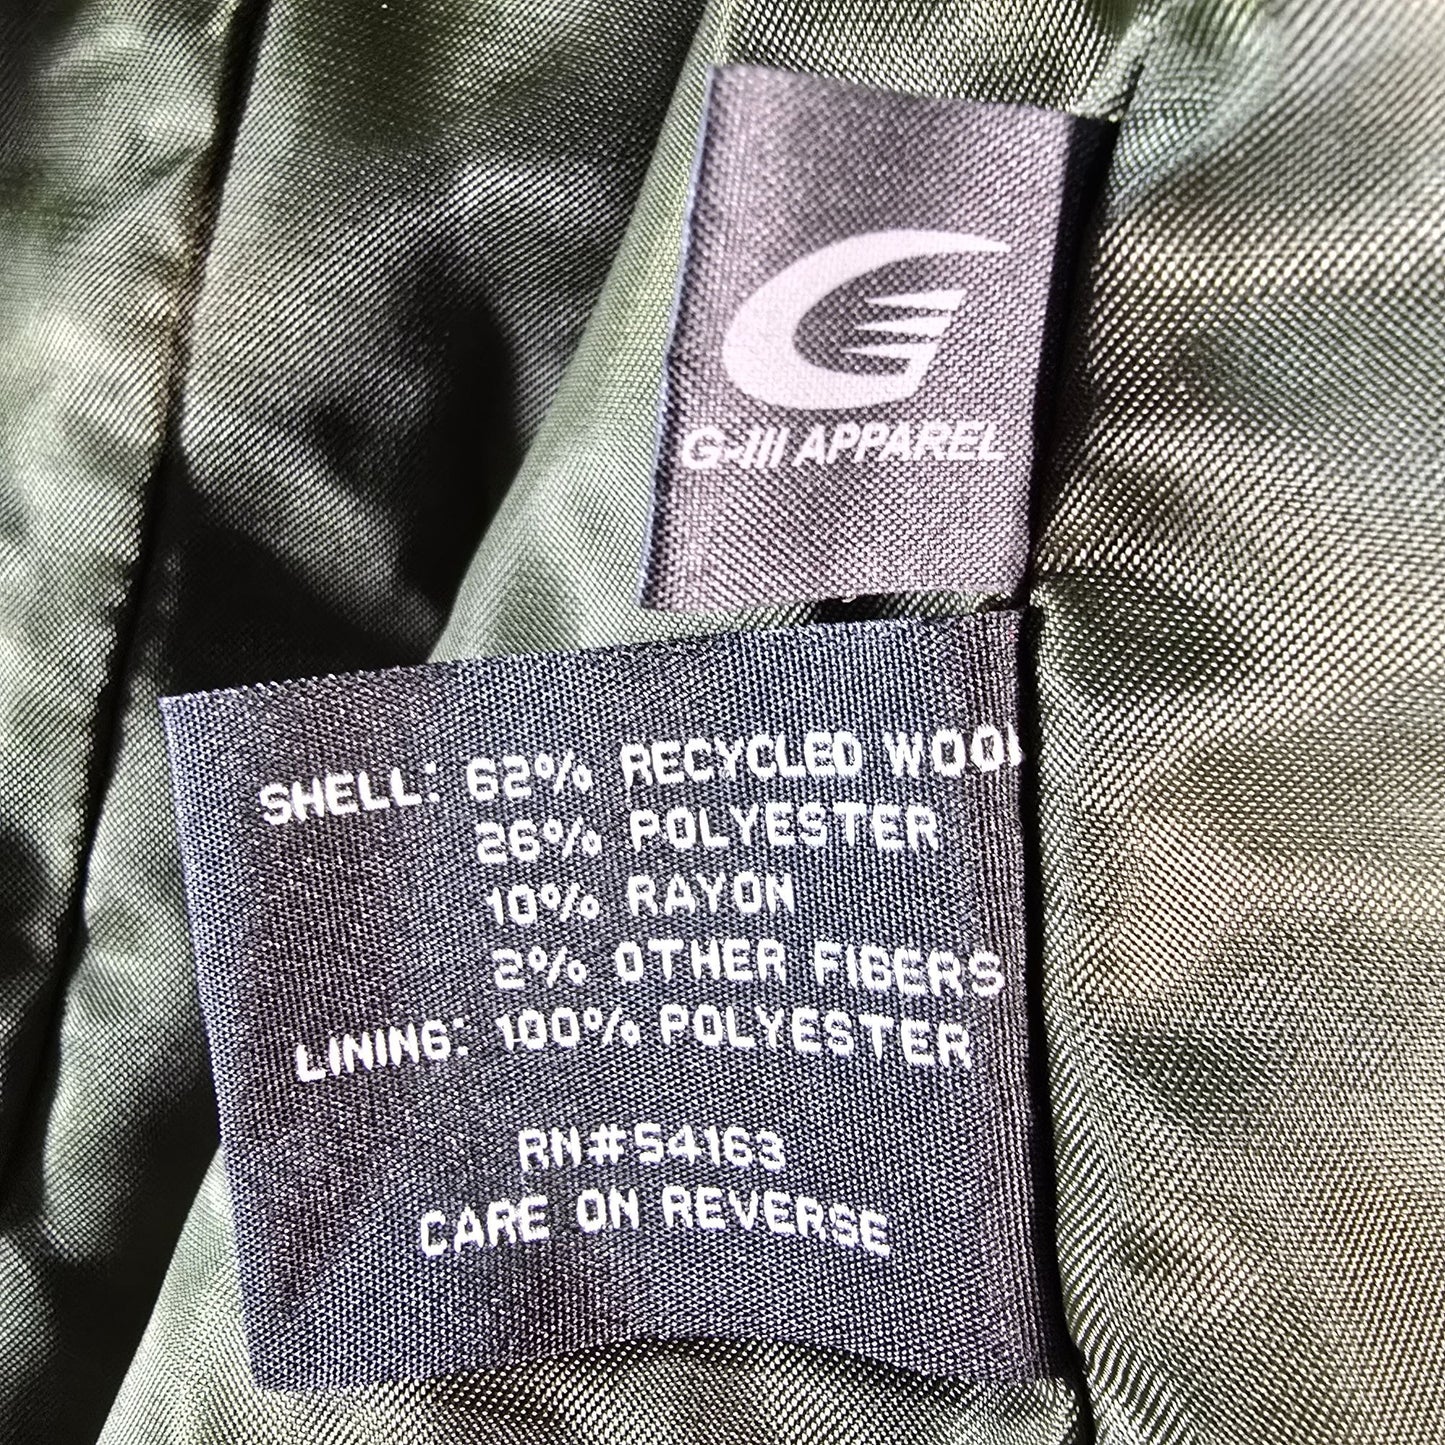 G-III APPAREL
SHELL: 62% RECYCLED WOOL
26% POLYESTER
10% RAYON
2% OTHER FIBERS
LINING: 100% POLYESTER
RN#54163
CARE ON REVERSE